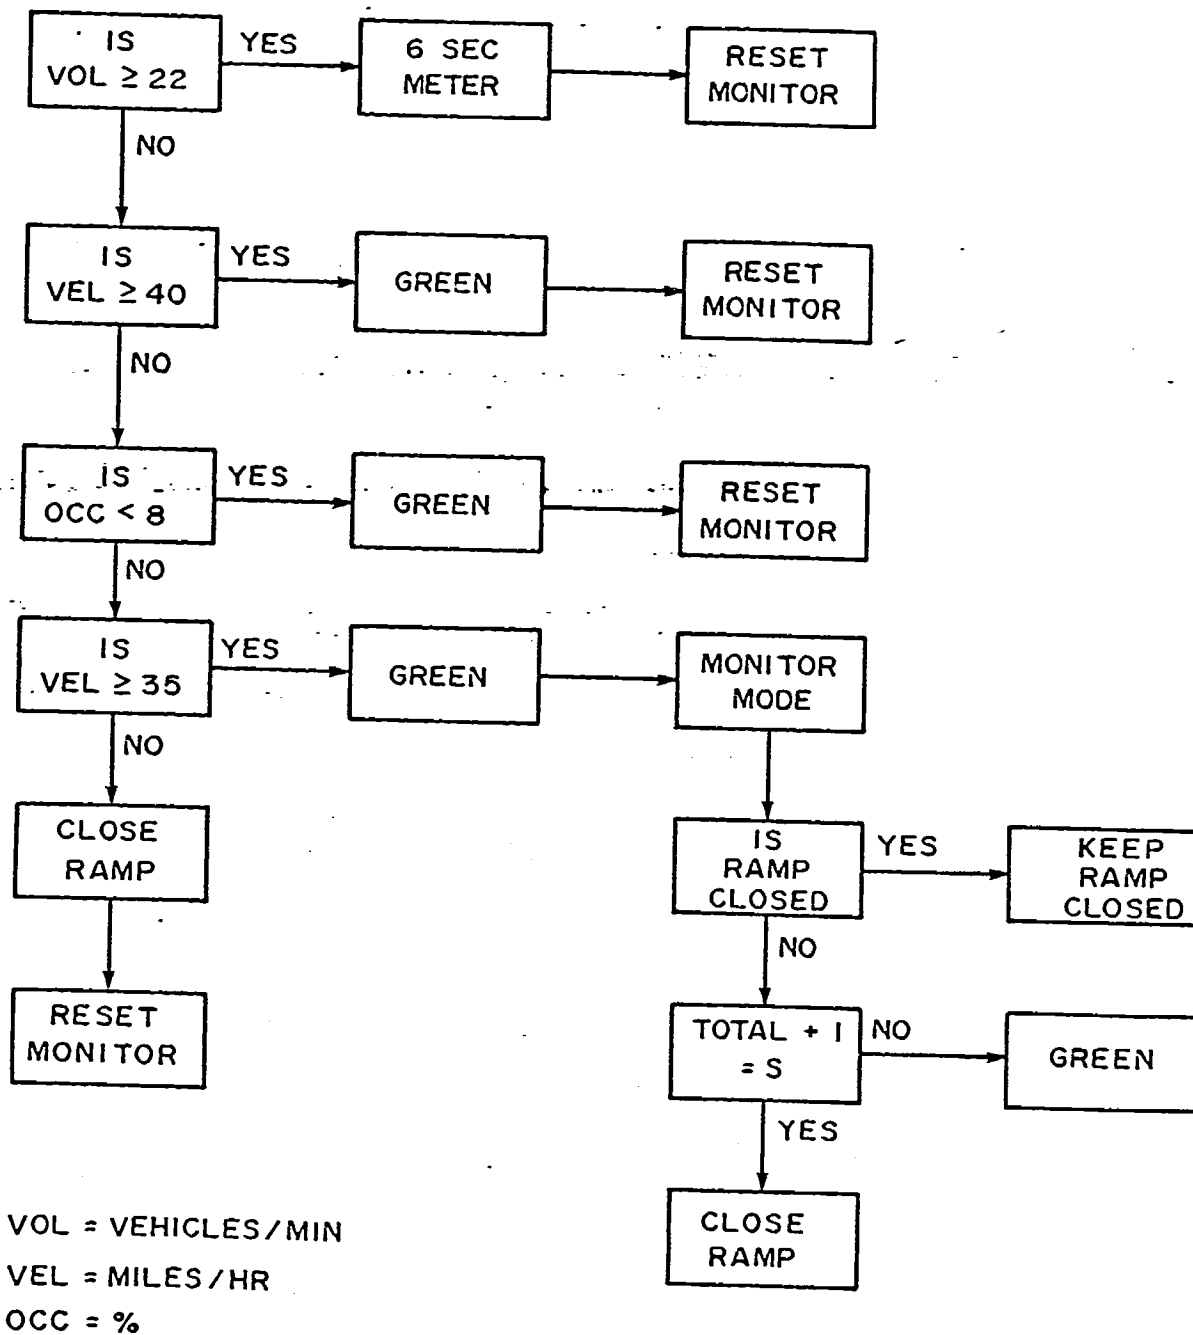 IS
VOL ≥ 22
YES
6 SEC
METER
RESET
MONITOR
NO
IS
VEL ≥ 40
YES
GREEN
RESET
MONITOR
NO
IS
OCC < 8
YES
GREEN
RESET
MONITOR
NO
IS
VEL ≥ 35
YES
GREEN
MONITOR
MODE
NO
CLOSE
RAMP
IS
RAMP
CLOSED
YES
KEEP
RAMP
CLOSED
NO
RESET
MONITOR
TOTAL + 1
= S
NO
GREEN
YES
CLOSE
RAMP
VOL = VEHICLES/MIN
VEL = MILES/HR
OCC = %